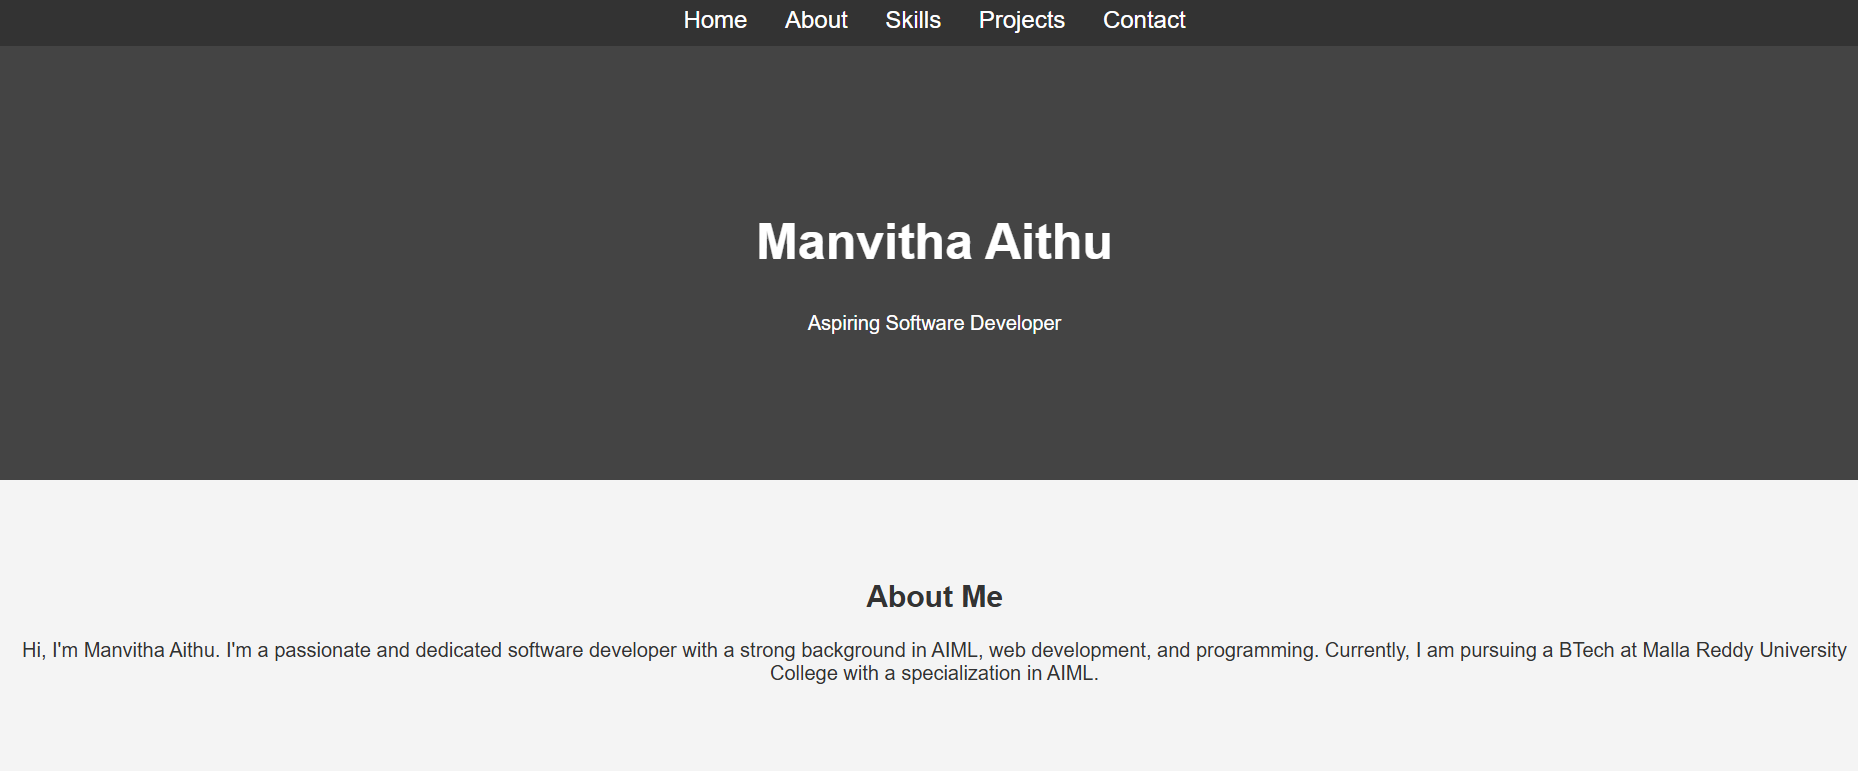 Home About Skills Projects Contact
Manvitha Aithu
Aspiring Software Developer
About Me
Hi, I'm Manvitha Aithu. I'm a passionate and dedicated software developer with a strong background in AIML, web development, and programming. Currently, I am pursuing a BTech at Malla Reddy University
College with a specialization in AIML.